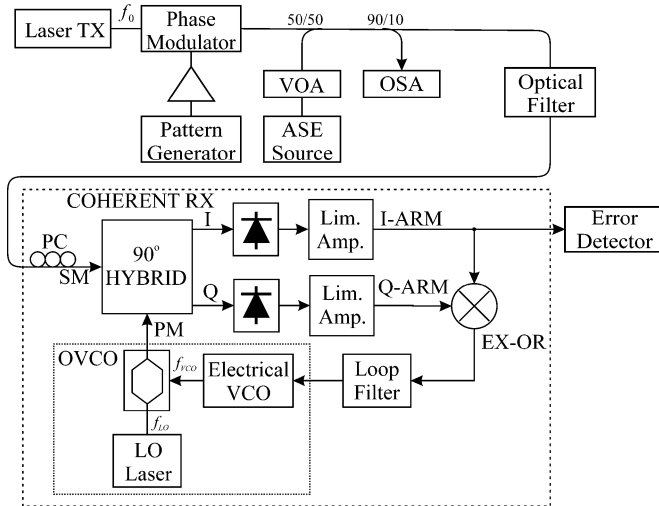 Laser TX
f0
Phase
Modulator
50/50
90/10
VOA
OSA
Optical
Filter
Pattern
Generator
ASE
Source
COHERENT RX
PC
SM
90°
HYBRID
I
Lim.
Amp.
I-ARM
Error
Detector
Q
Lim.
Amp.
Q-ARM
EX-OR
PM
OVCO
fVCO
Electrical
VCO
Loop
Filter
fLO
LO
Laser